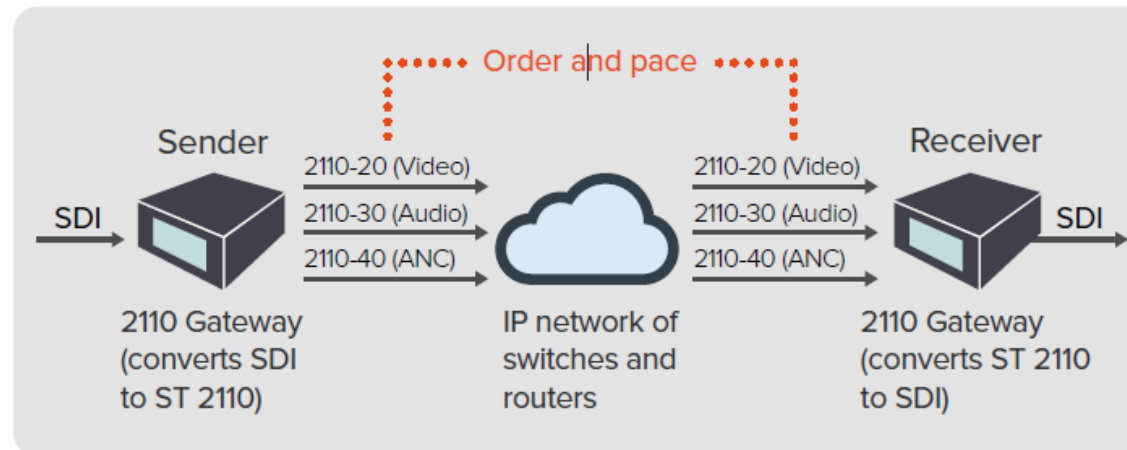 Order and pace
Sender
Receiver
2110-20 (Video)
2110-20 (Video)
SDI
2110-30 (Audio)
2110-30 (Audio)
SDI
2110-40 (ANC)
2110-40 (ANC)
2110 Gateway
(converts SDI
to ST 2110)
IP network of
switches and
routers
2110 Gateway
(converts ST 2110
to SDI)